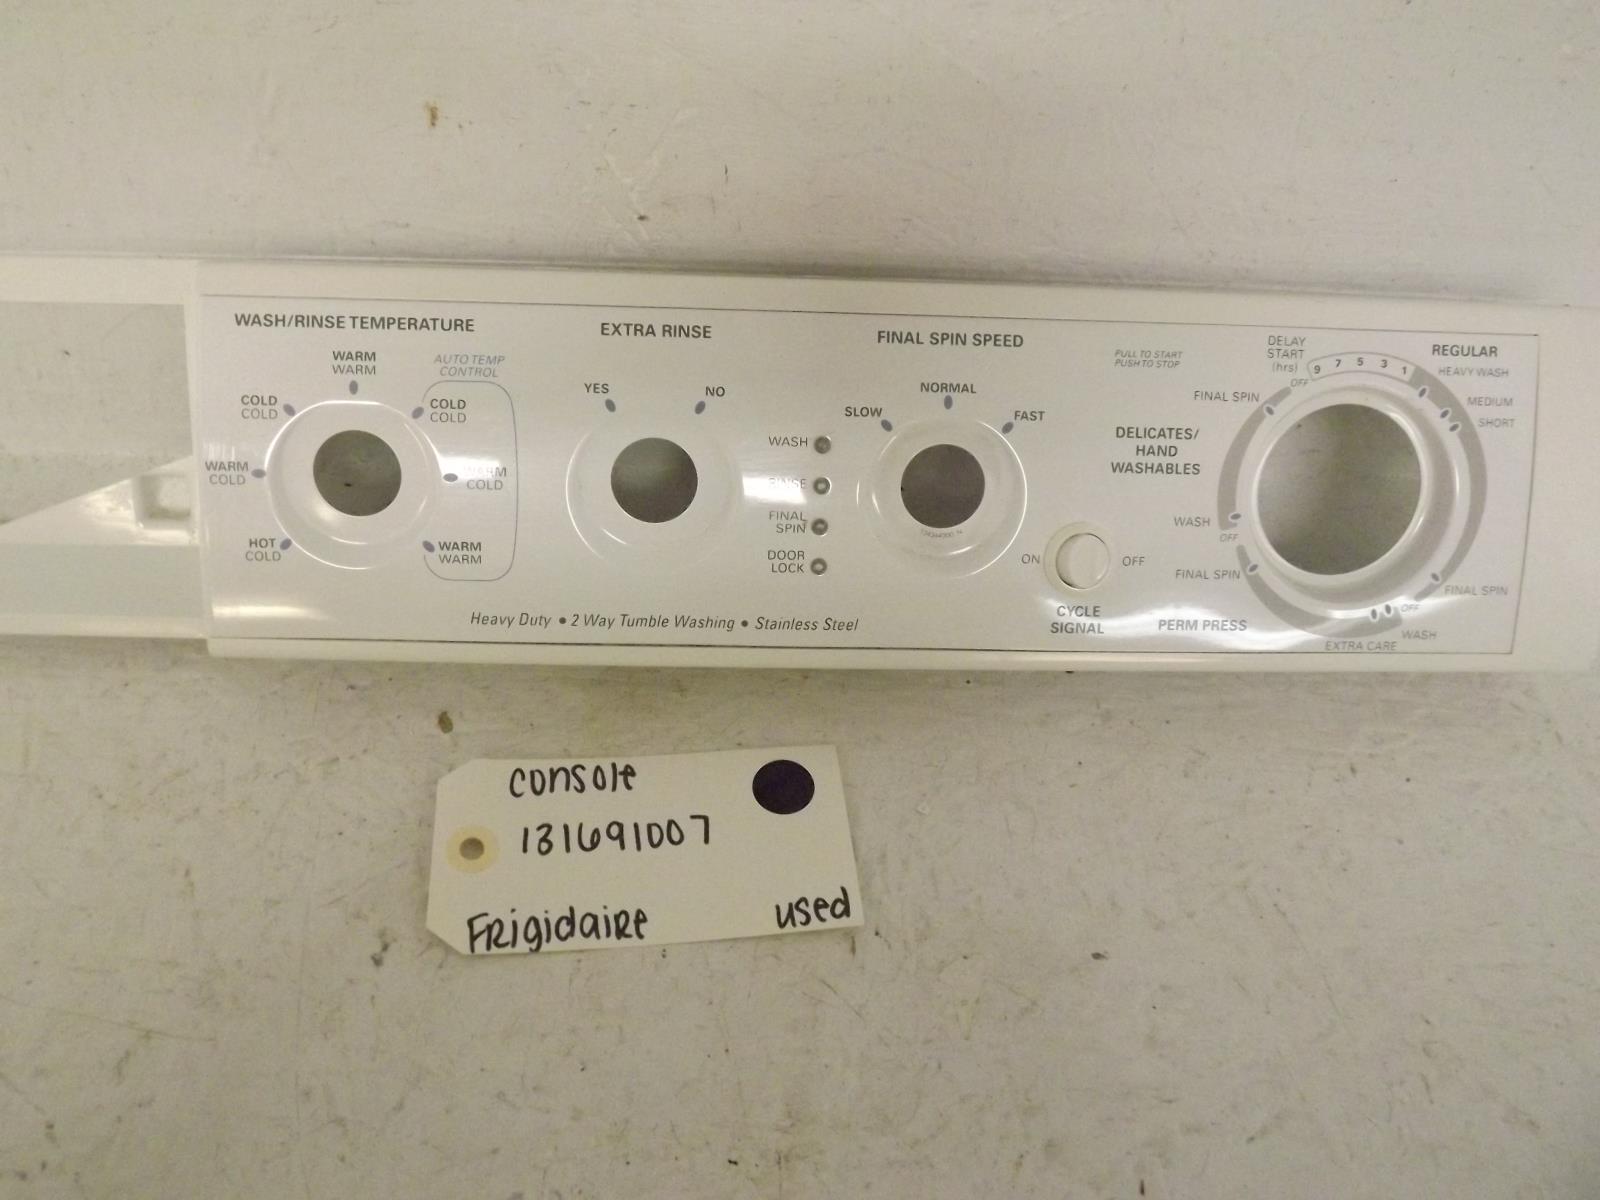 WASH/RINSE TEMPERATURE
WARM
WARM
AUTO TEMP
CONTROL
COLD
COLD
COLD
COLD
WARM
COLD
WARM
COLD
HOT
COLD
WARM
WARM
EXTRA RINSE
YES
NO
WASH
RINSE
FINAL
SPIN
DOOR
LOCK
FINAL SPIN SPEED
SLOW
NORMAL
FAST
Heavy Duty • 2 Way Tumble Washing • Stainless Steel
ON
OFF
CYCLE
SIGNAL
PULL TO START
PUSH TO STOP
DELAY
START
(hrs)
9 7 5 3 1
OFF
REGULAR
HEAVY WASH
MEDIUM
SHORT
FINAL SPIN
OFF
DELICATES/
HAND
WASHABLES
FINAL SPIN
WASH
OFF
PERM PRESS
FINAL SPIN
WASH
EXTRA CARE
console
131691007
Frigidaire
used